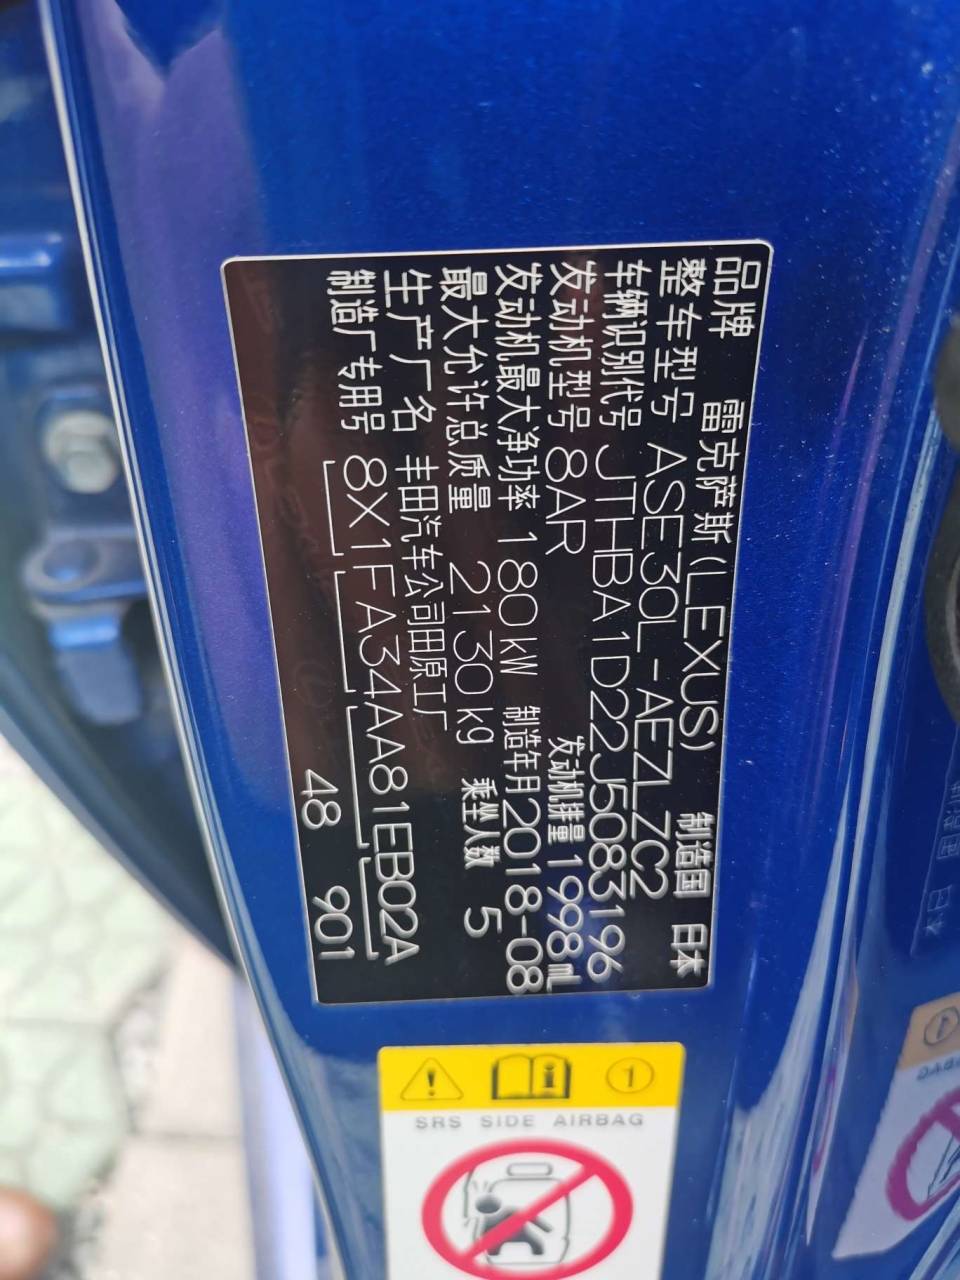 品牌 雷克萨斯(LEXUS) 制造国 日本
整车型号 ASE30L-AEZLZC2
车辆识别代号 JTHBA1D22J5083196
发动机型号 8AR 发动机排量 1998mL
发动机最大净功率 180kW 制造年月 2018-08
最大允许总质量 2130kg 乘坐人数 5
生产厂名 丰田汽车公司田原工厂
制造厂专用号 8X1FA34AA81EB02A
48 901
1
SRS SIDE AIRBAG